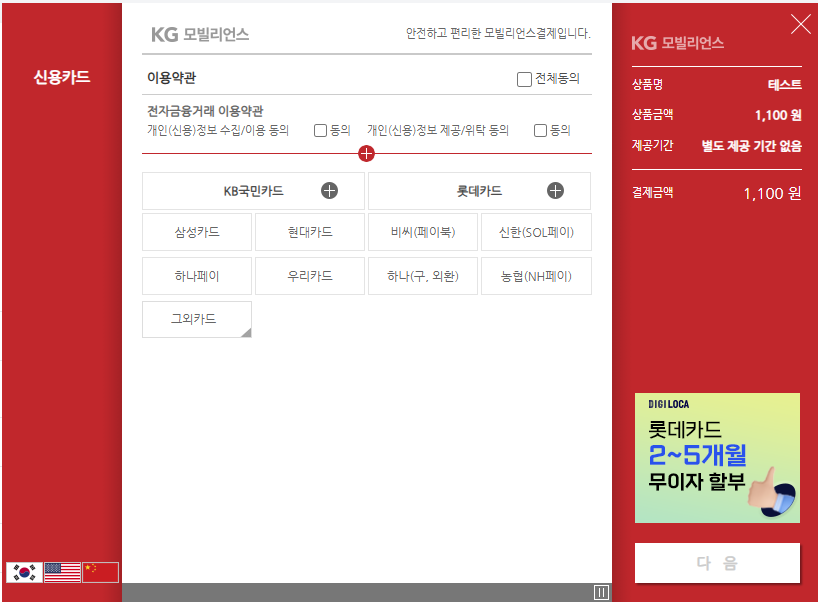 신용카드
KG 모빌리언스
안전하고 편리한 모빌리언스결제입니다.
이용약관
전체동의
전자금융거래 이용약관
개인(신용)정보 수집/이용 동의 동의 개인(신용)정보 제공/위탁 동의 동의
KB국민카드 롯데카드
삼성카드 현대카드 비씨(페이북) 신한(SOL페이)
하나페이 우리카드 하나(구, 외환) 농협(NH페이)
그외카드
KG 모빌리언스
상품명 테스트
상품금액 1,100 원
제공기간 별도 제공 기간 없음
결제금액 1,100 원
DIGI LOCA
롯데카드
2~5개월
무이자 할부
다 음